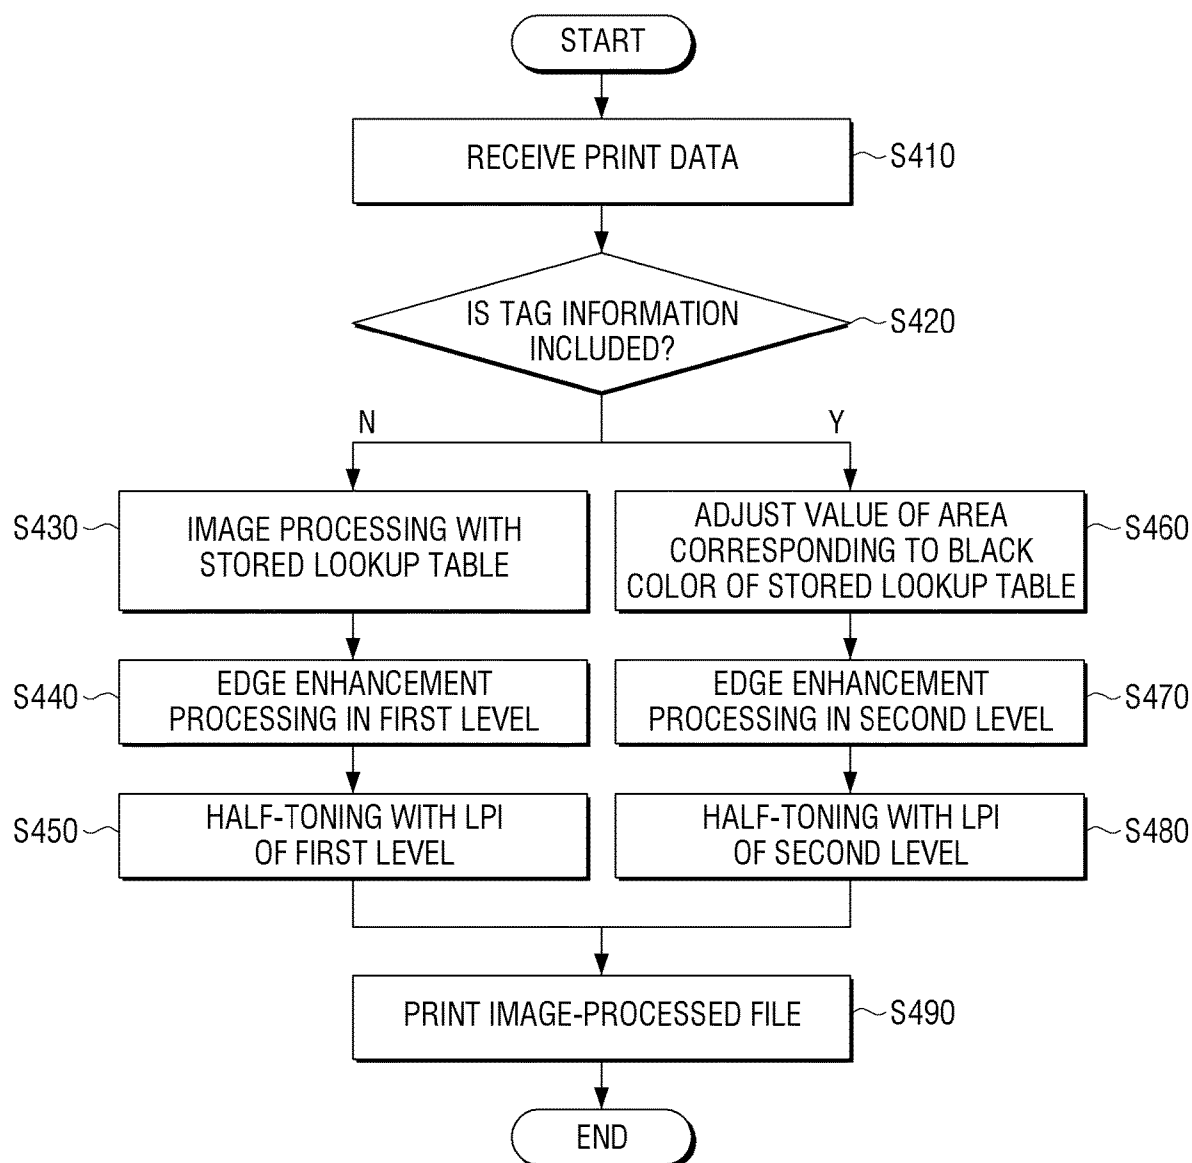 START
RECEIVE PRINT DATA
S410
IS TAG INFORMATION
INCLUDED?
S420
N
Y
S430
IMAGE PROCESSING WITH
STORED LOOKUP TABLE
ADJUST VALUE OF AREA
CORRESPONDING TO BLACK
COLOR OF STORED LOOKUP TABLE
S460
S440
EDGE ENHANCEMENT
PROCESSING IN FIRST LEVEL
EDGE ENHANCEMENT
PROCESSING IN SECOND LEVEL
S470
S450
HALF-TONING WITH LPI
OF FIRST LEVEL
HALF-TONING WITH LPI
OF SECOND LEVEL
S480
PRINT IMAGE-PROCESSED FILE
S490
END